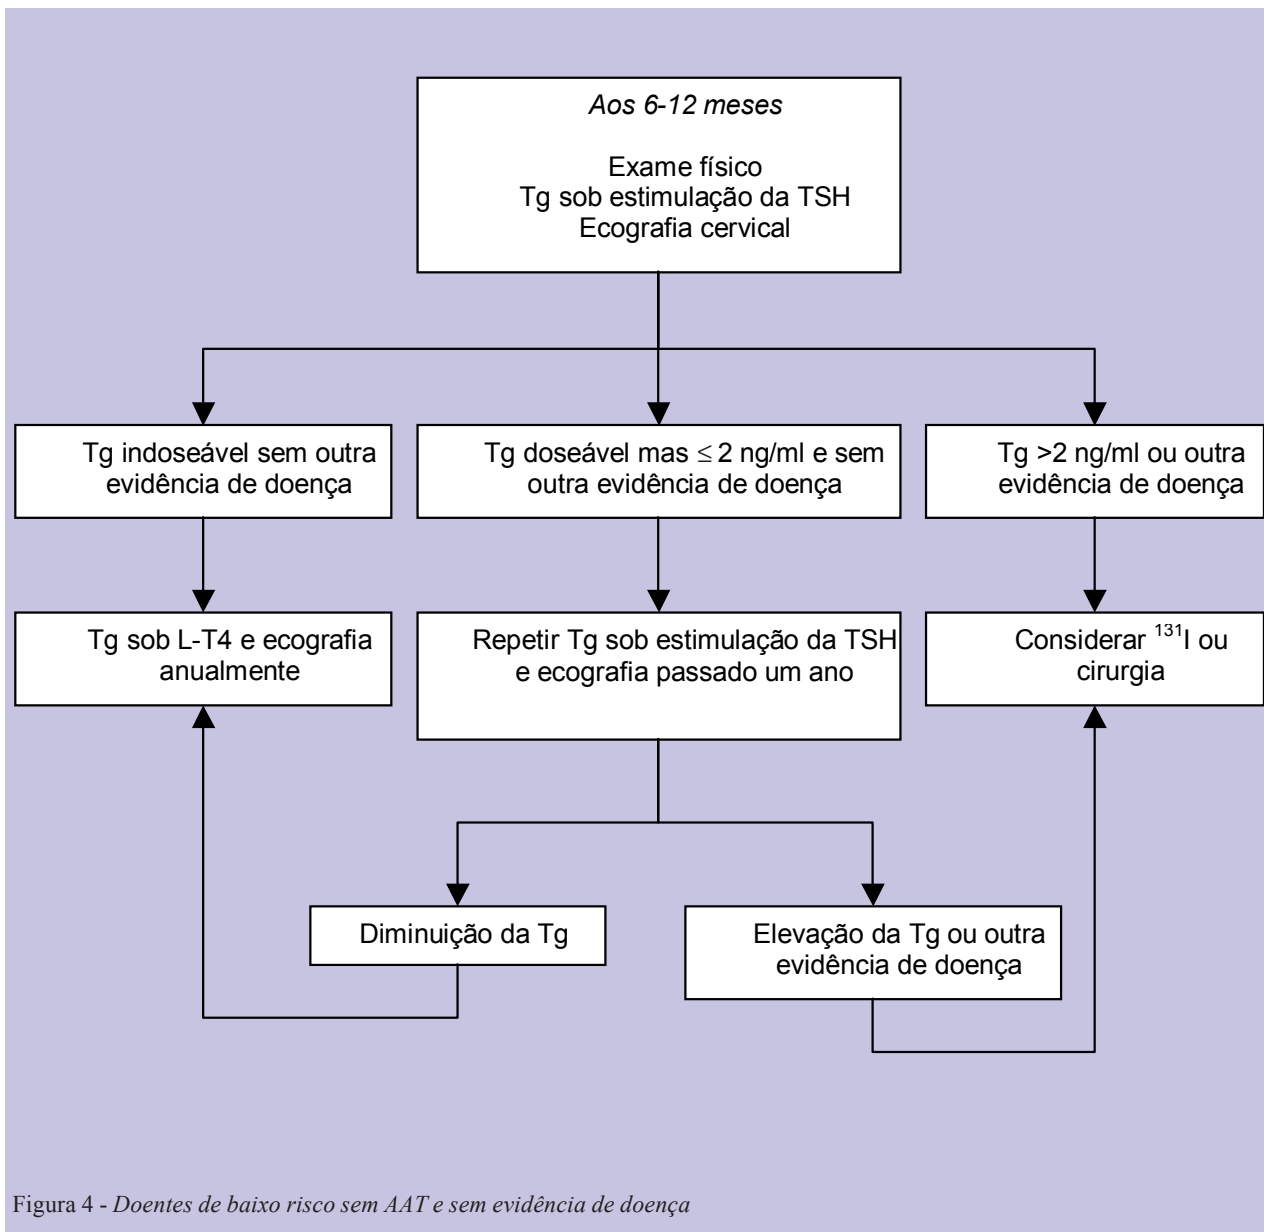 Aos 6-12 meses
Exame físico
Tg sob estimulação da TSH
Ecografia cervical
Tg indoseável sem outra
evidência de doença
Tg doseável mas ≤ 2 ng/ml e sem
outra evidência de doença
Tg >2 ng/ml ou outra
evidência de doença
Tg sob L-T4 e ecografia
anualmente
Repetir Tg sob estimulação da TSH
e ecografia passado um ano
Considerar ¹³¹I ou
cirurgia
Diminuição da Tg
Elevação da Tg ou outra
evidência de doença
Figura 4 - Doentes de baixo risco sem AAT e sem evidência de doença